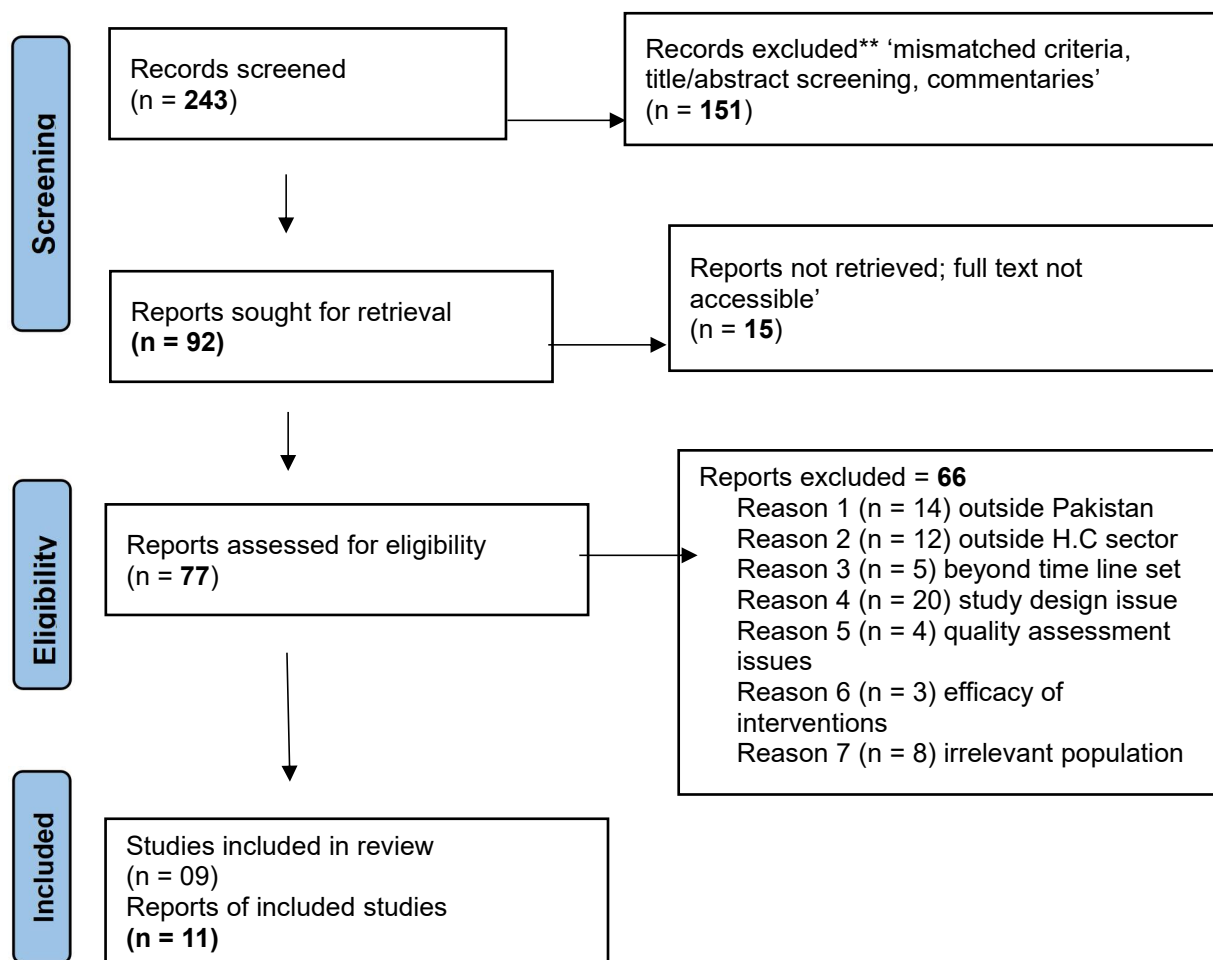 Screening
Records screened
(n = 243)
Records excluded** ‘mismatched criteria,
title/abstract screening, commentaries’
(n = 151)
Reports sought for retrieval
(n = 92)
Reports not retrieved; full text not
accessible’
(n = 15)
Eligibility
Reports assessed for eligibility
(n = 77)
Reports excluded = 66
Reason 1 (n = 14) outside Pakistan
Reason 2 (n = 12) outside H.C sector
Reason 3 (n = 5) beyond time line set
Reason 4 (n = 20) study design issue
Reason 5 (n = 4) quality assessment
issues
Reason 6 (n = 3) efficacy of
interventions
Reason 7 (n = 8) irrelevant population
Included
Studies included in review
(n = 09)
Reports of included studies
(n = 11)